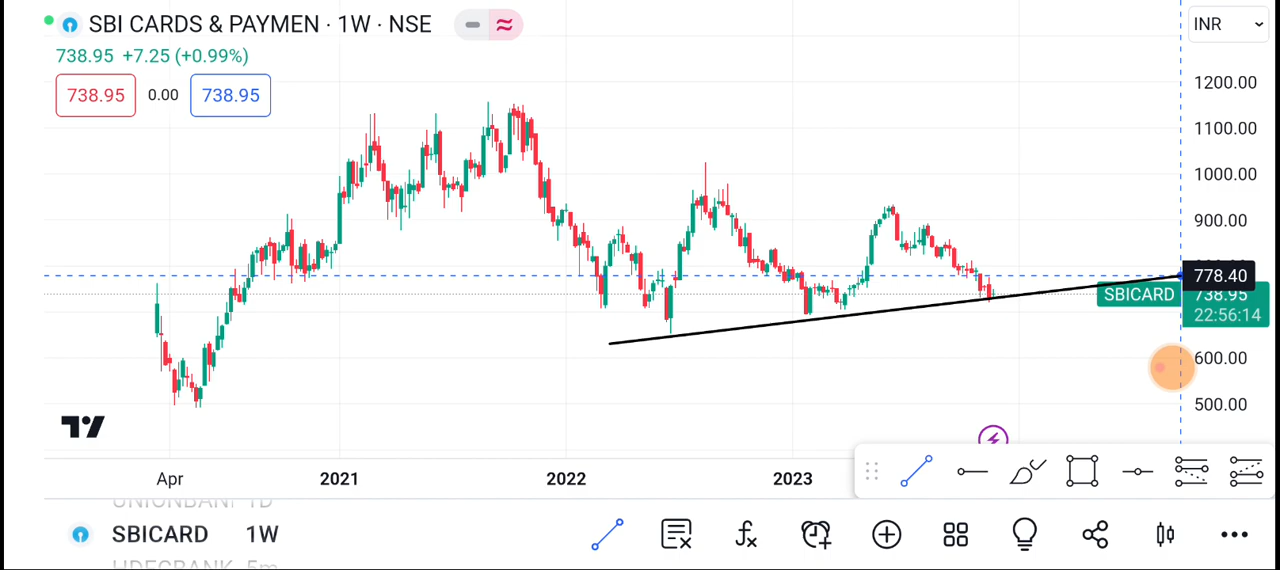 SBI CARDS & PAYMEN · 1W · NSE
INR
738.95 +7.25 (+0.99%)
738.95 0.00 738.95
1200.00
1100.00
1000.00
900.00
778.40
SBICARD 738.95
22:56:14
600.00
500.00
Apr 2021 2022 2023
UNIONBANK 1D
SBICARD 1W